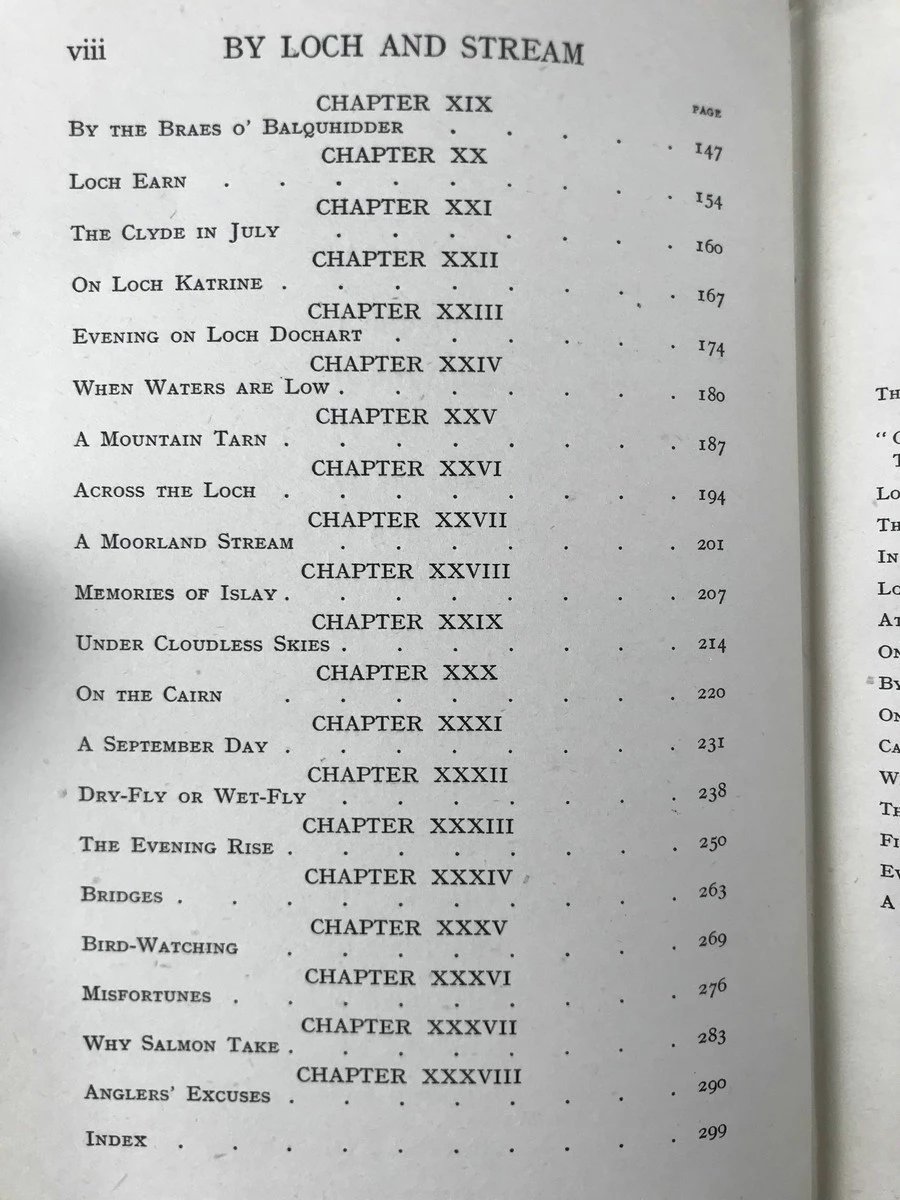 viii BY LOCH AND STREAM
CHAPTER XIX
PAGE
By the Braes o' Balquhidder . . . . . 147
CHAPTER XX
Loch Earn . . . . . . . . . 154
CHAPTER XXI
The Clyde in July . . . . . . . 160
CHAPTER XXII
On Loch Katrine . . . . . . . . 167
CHAPTER XXIII
Evening on Loch Dochart . . . . . . 174
CHAPTER XXIV
When Waters are Low . . . . . . . 180
CHAPTER XXV
A Mountain Tarn . . . . . . . . 187
CHAPTER XXVI
Across the Loch . . . . . . . . 194
CHAPTER XXVII
A Moorland Stream . . . . . . . 201
CHAPTER XXVIII
Memories of Islay . . . . . . . . 207
CHAPTER XXIX
Under Cloudless Skies . . . . . . . 214
CHAPTER XXX
On the Cairn . . . . . . . . 220
CHAPTER XXXI
A September Day . . . . . . . . 231
CHAPTER XXXII
Dry-Fly or Wet-Fly . . . . . . . 238
CHAPTER XXXIII
The Evening Rise . . . . . . . . 250
CHAPTER XXXIV
Bridges . . . . . . . . . . 263
CHAPTER XXXV
Bird-Watching . . . . . . . . 269
CHAPTER XXXVI
Misfortunes . . . . . . . . . 276
CHAPTER XXXVII
Why Salmon Take . . . . . . . . 283
CHAPTER XXXVIII
Anglers' Excuses . . . . . . . . 290
Index . . . . . . . . . . 299